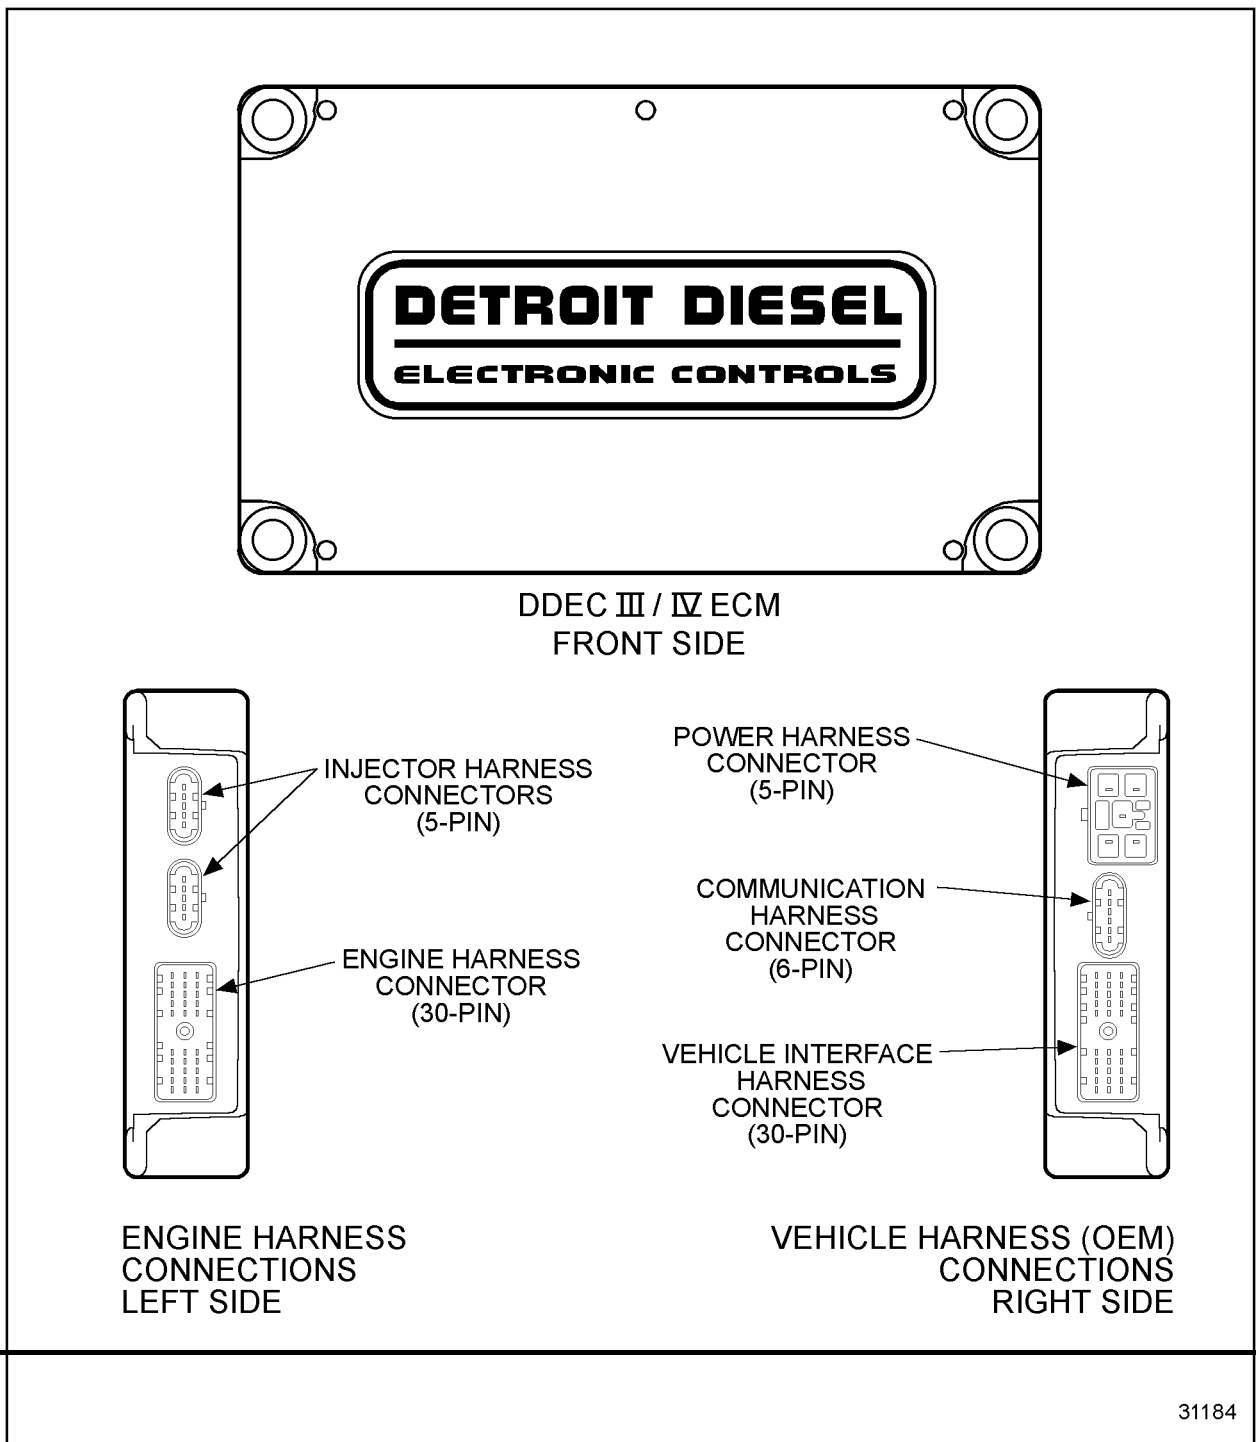 DETROIT DIESEL
ELECTRONIC CONTROLS
DDEC III / IV ECM
FRONT SIDE
INJECTOR HARNESS
CONNECTORS
(5-PIN)
ENGINE HARNESS
CONNECTOR
(30-PIN)
POWER HARNESS
CONNECTOR
(5-PIN)
COMMUNICATION
HARNESS
CONNECTOR
(6-PIN)
VEHICLE INTERFACE
HARNESS
CONNECTOR
(30-PIN)
ENGINE HARNESS
CONNECTIONS
LEFT SIDE
VEHICLE HARNESS (OEM)
CONNECTIONS
RIGHT SIDE
31184